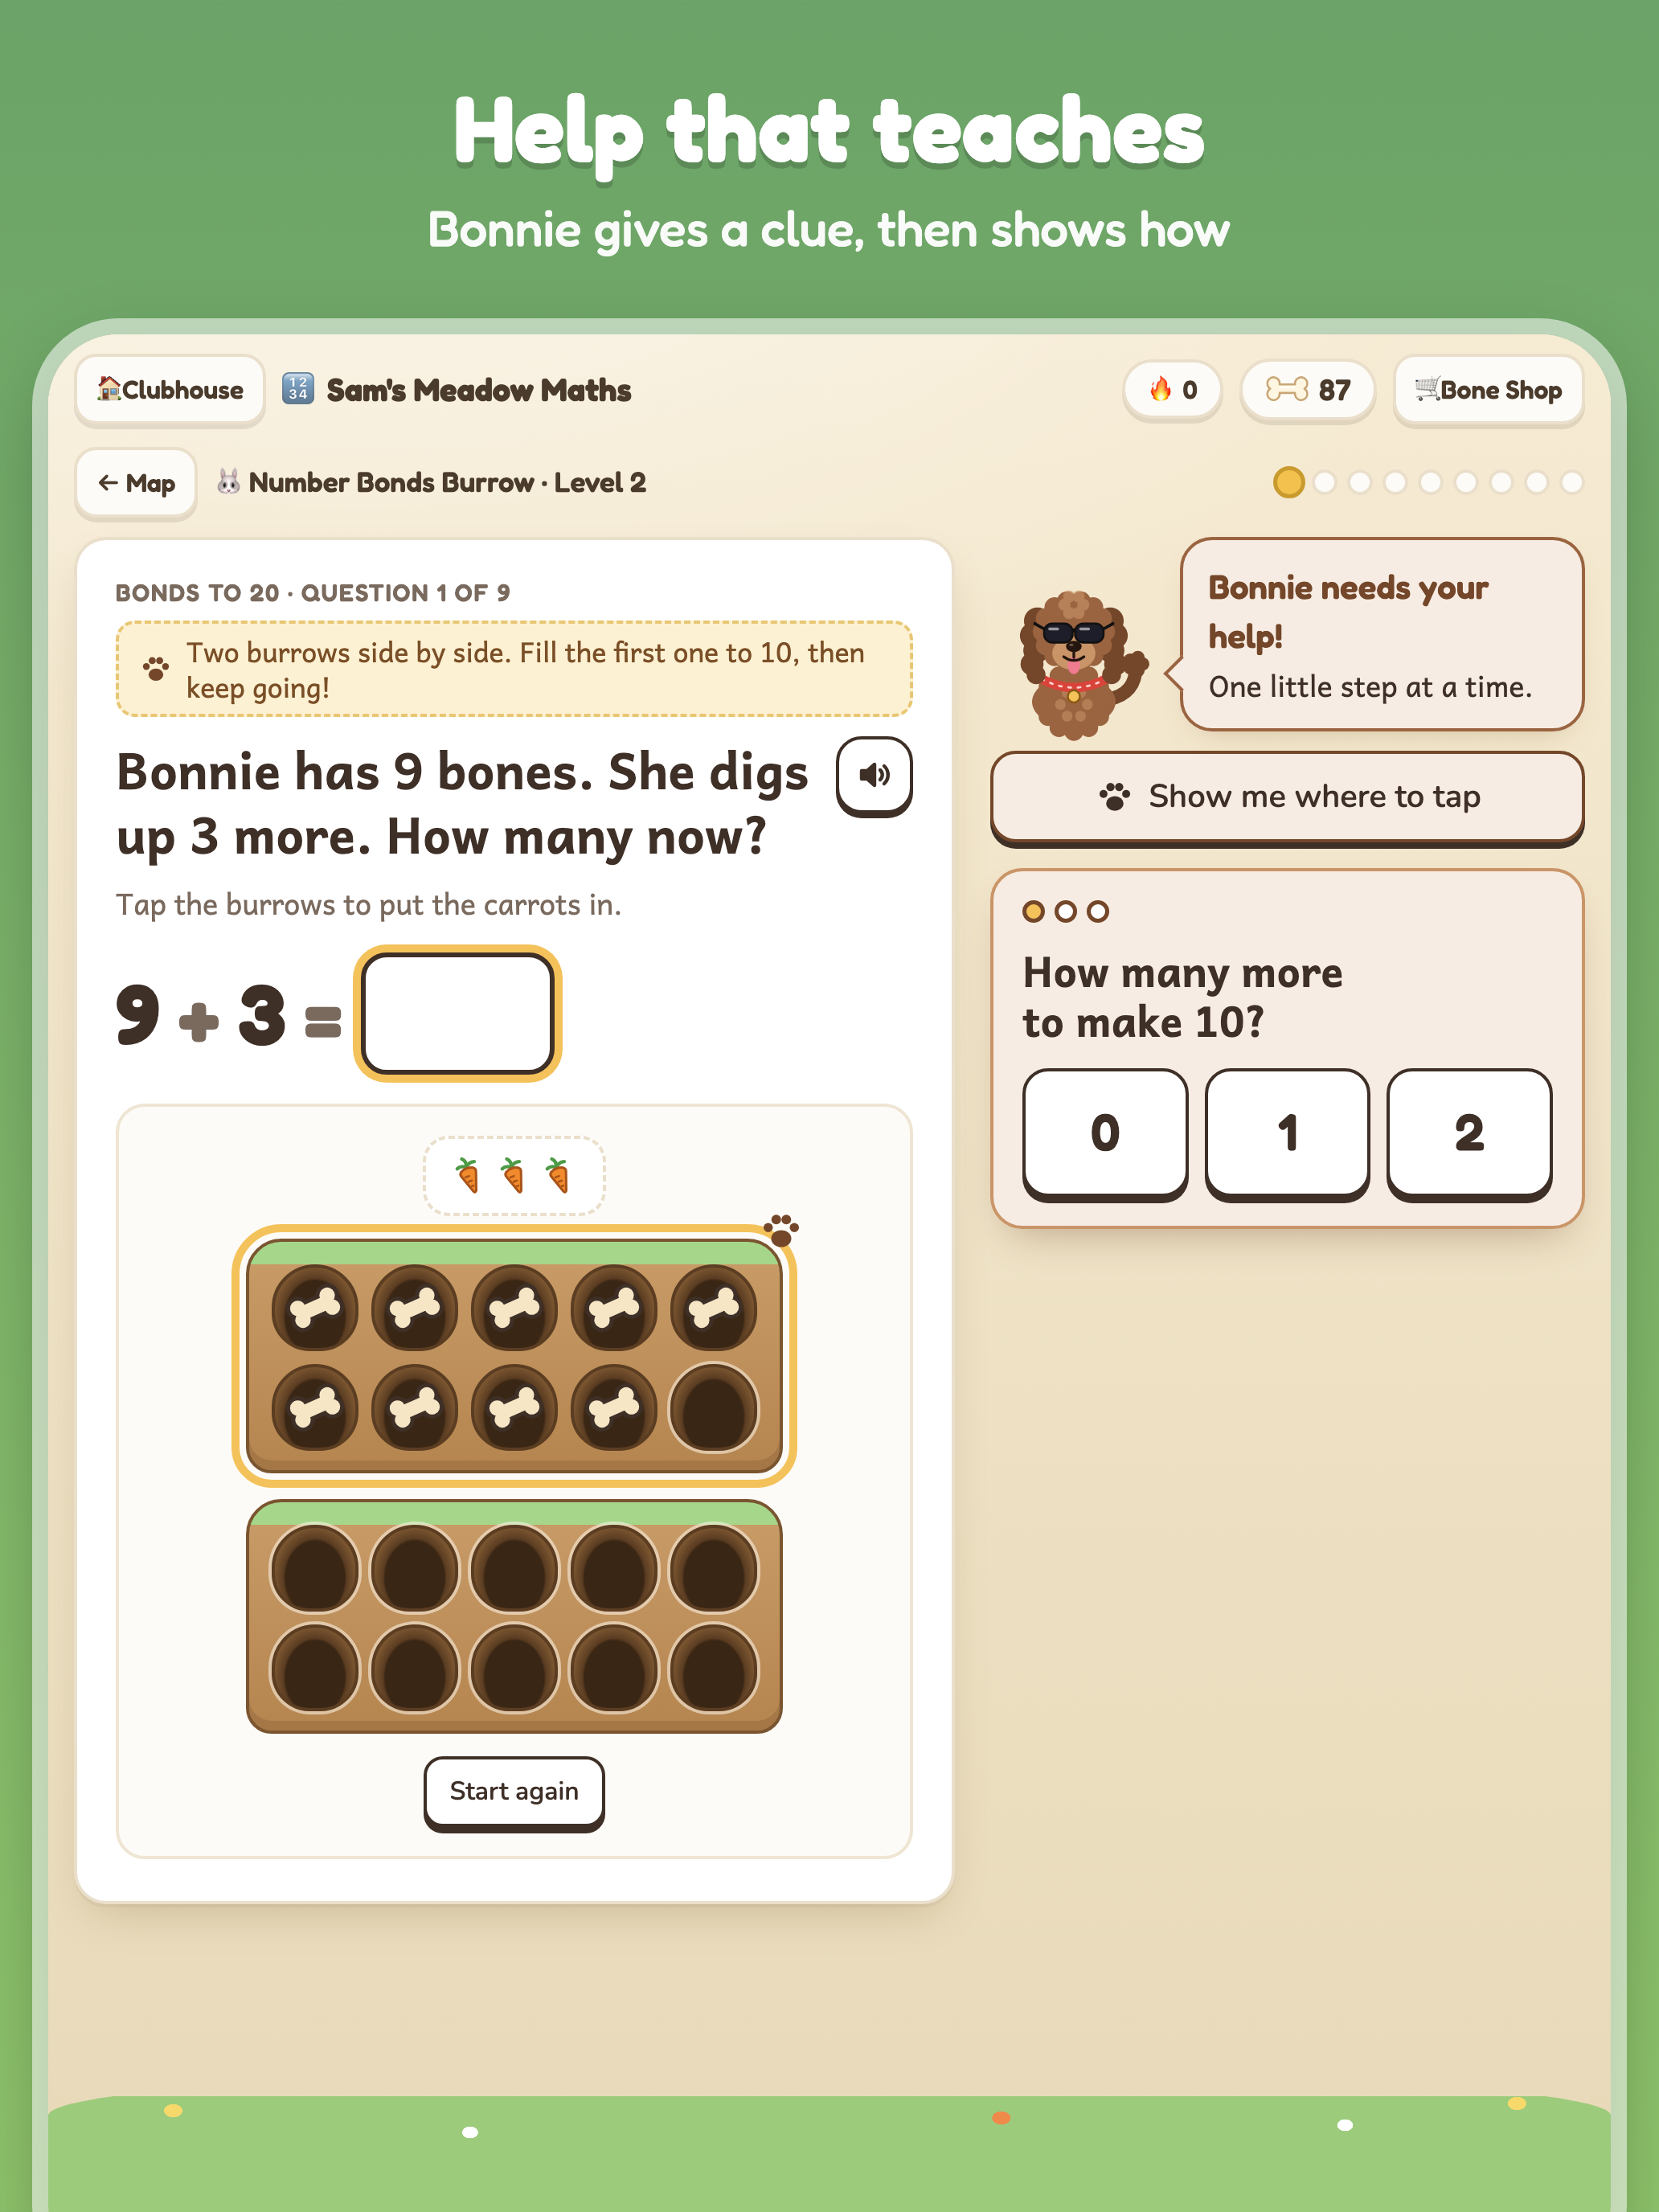 Help that teaches
Bonnie gives a clue, then shows how
Clubhouse
1234 Sam's Meadow Maths
0
87
Bone Shop
← Map
Number Bonds Burrow · Level 2
BONDS TO 20 · QUESTION 1 OF 9
Two burrows side by side. Fill the first one to 10, then
keep going!
Bonnie has 9 bones. She digs
up 3 more. How many now?
Tap the burrows to put the carrots in.
9 + 3 =
Start again
Bonnie needs your
help!
One little step at a time.
Show me where to tap
How many more
to make 10?
0 1 2